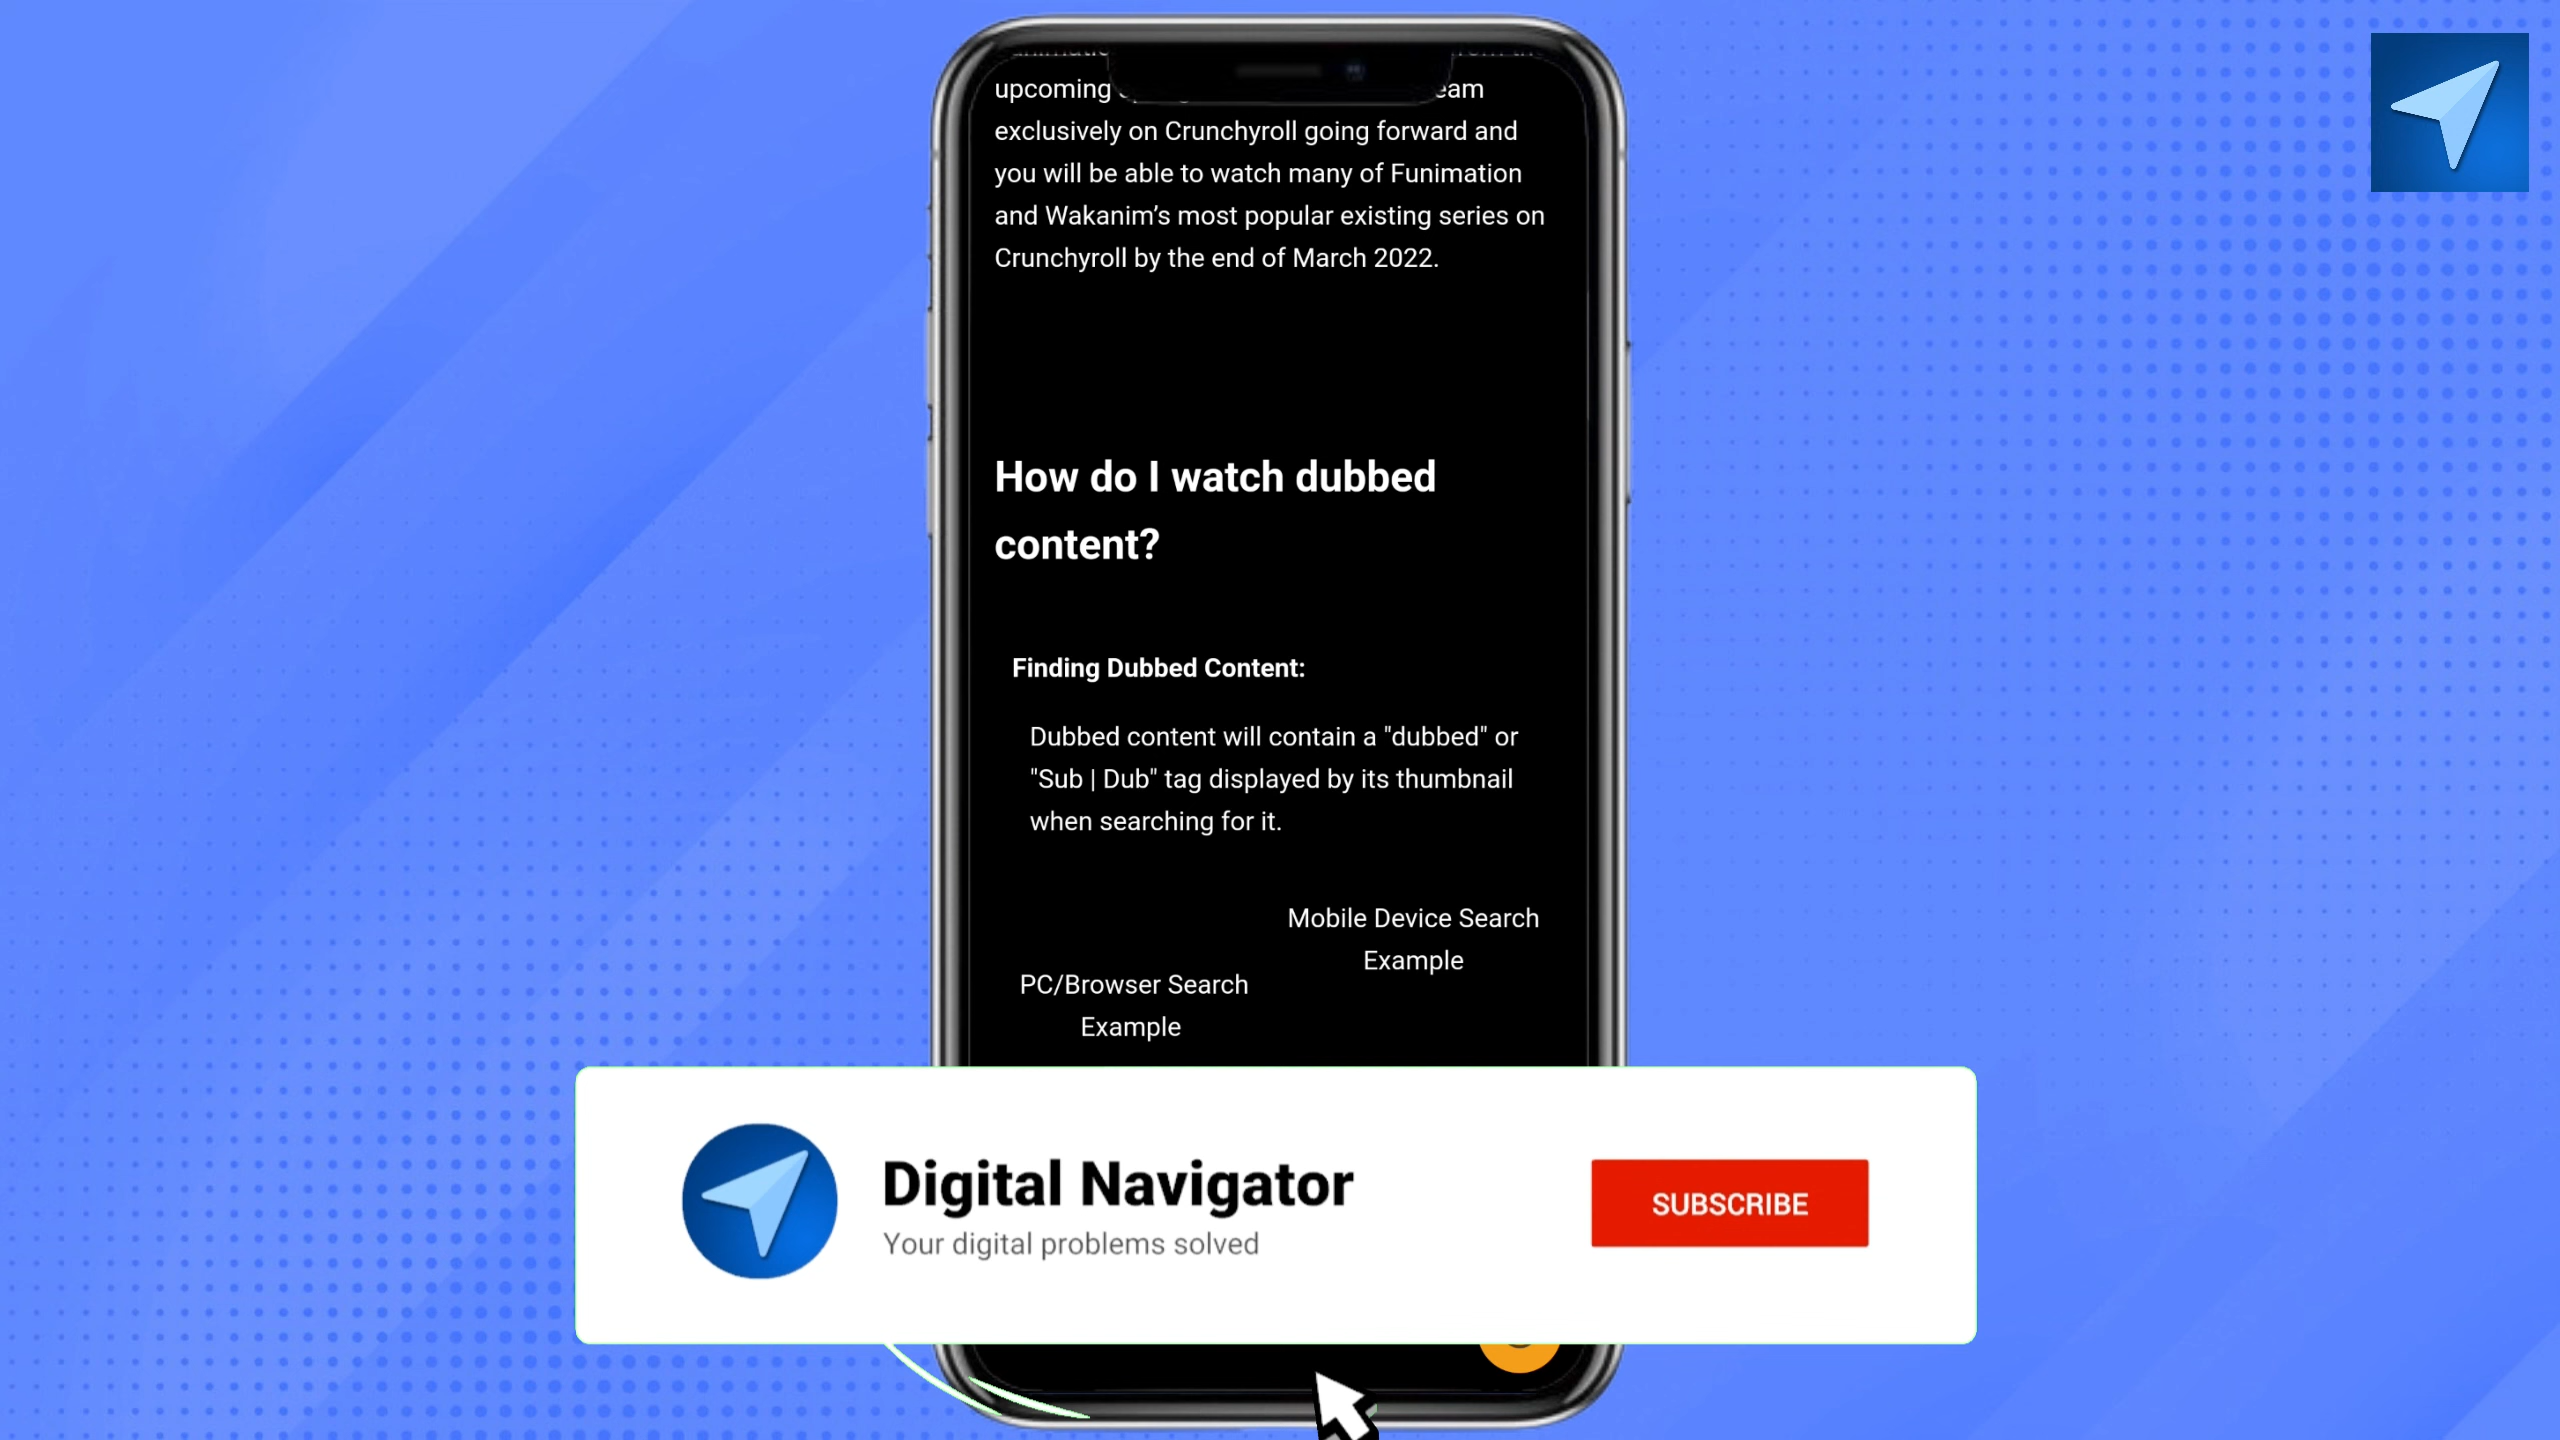 upcoming
exclusively on Crunchyroll going forward and
you will be able to watch many of Funimation
and Wakanim’s most popular existing series on
Crunchyroll by the end of March 2022.
How do I watch dubbed
content?
Finding Dubbed Content:
Dubbed content will contain a "dubbed" or
"Sub | Dub" tag displayed by its thumbnail
when searching for it.
Mobile Device Search
Example
PC/Browser Search
Example
Digital Navigator
Your digital problems solved
SUBSCRIBE